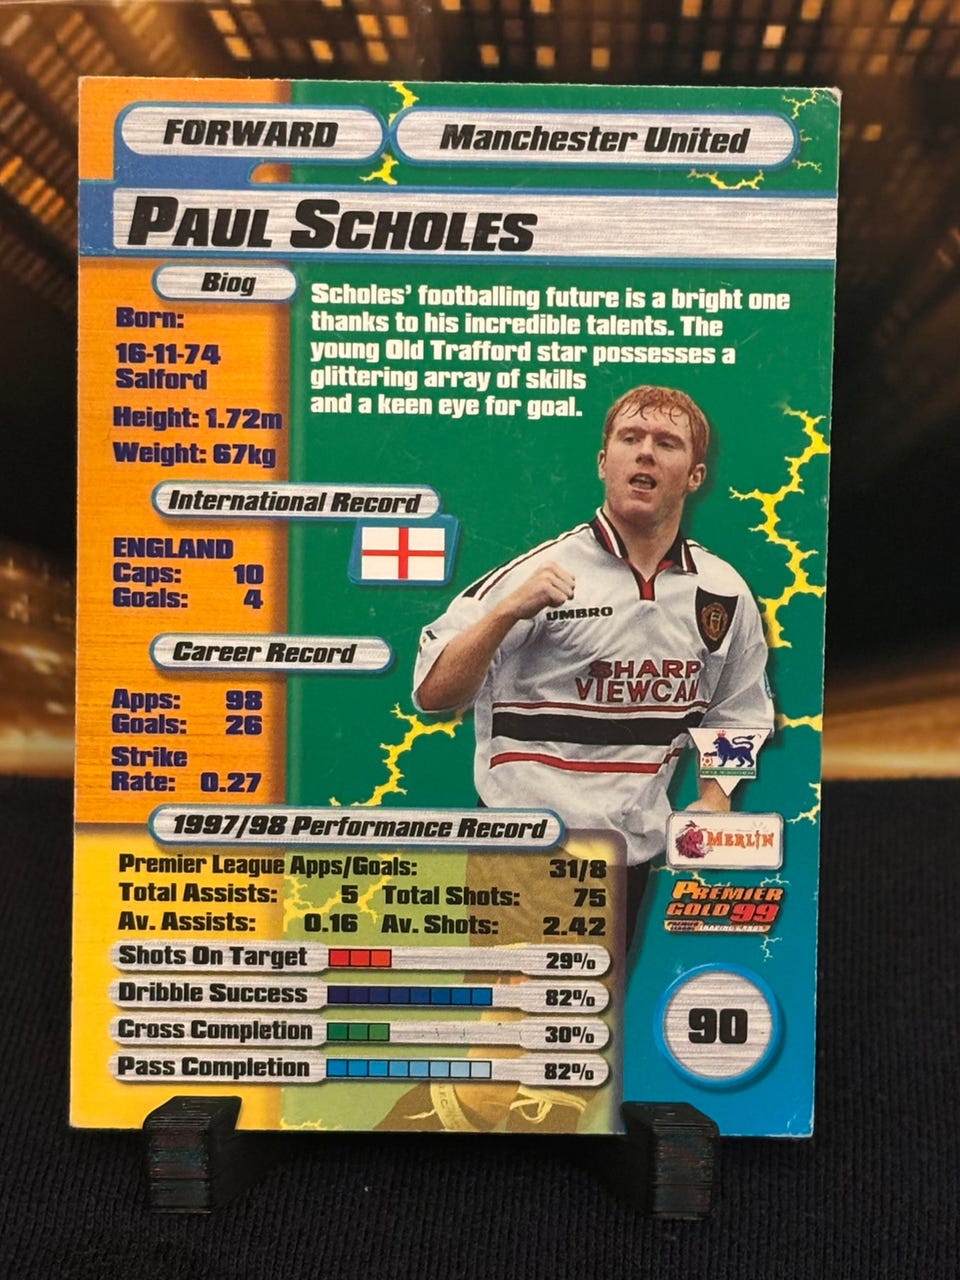 FORWARD
Manchester United
PAUL SCHOLES
Biog
Born:
16-11-74
Salford
Height: 1.72m
Weight: 67kg
Scholes’ footballing future is a bright one
thanks to his incredible talents. The
young Old Trafford star possesses a
glittering array of skills
and a keen eye for goal.
International Record
ENGLAND
Caps: 10
Goals: 4
Career Record
Apps: 98
Goals: 26
Strike
Rate: 0.27
UMBRO
SHARP
VIEWCAM
MERLIN
PREMIER
GOLD 99
PREMIER LEAGUE TRADING CARDS
1997/98 Performance Record
Premier League Apps/Goals: 31/8
Total Assists: 5 Total Shots: 75
Av. Assists: 0.16 Av. Shots: 2.42
Shots On Target 29%
Dribble Success 82%
Cross Completion 30%
Pass Completion 82%
90